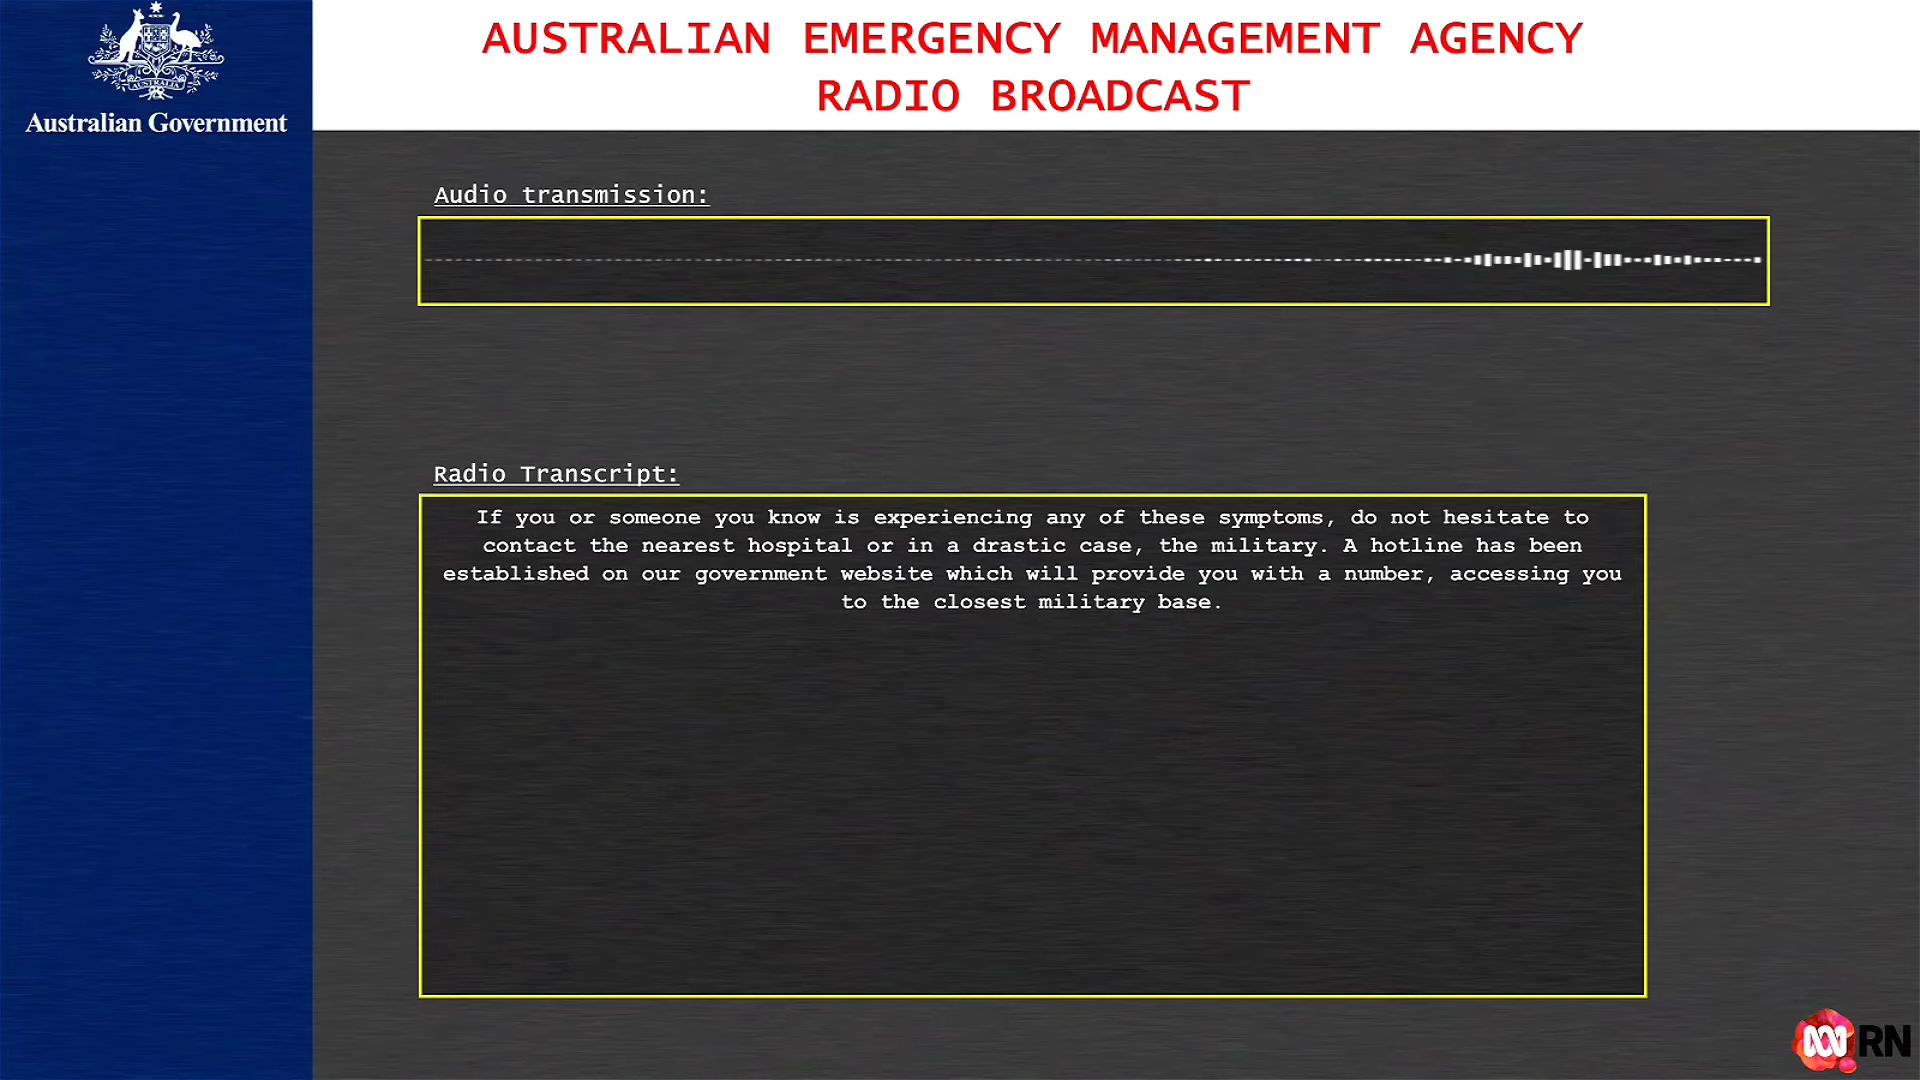 AUSTRALIA
Australian Government
AUSTRALIAN EMERGENCY MANAGEMENT AGENCY
RADIO BROADCAST
Audio transmission:
Radio Transcript:
If you or someone you know is experiencing any of these symptoms, do not hesitate to
contact the nearest hospital or in a drastic case, the military. A hotline has been
established on our government website which will provide you with a number, accessing you
to the closest military base.
RN